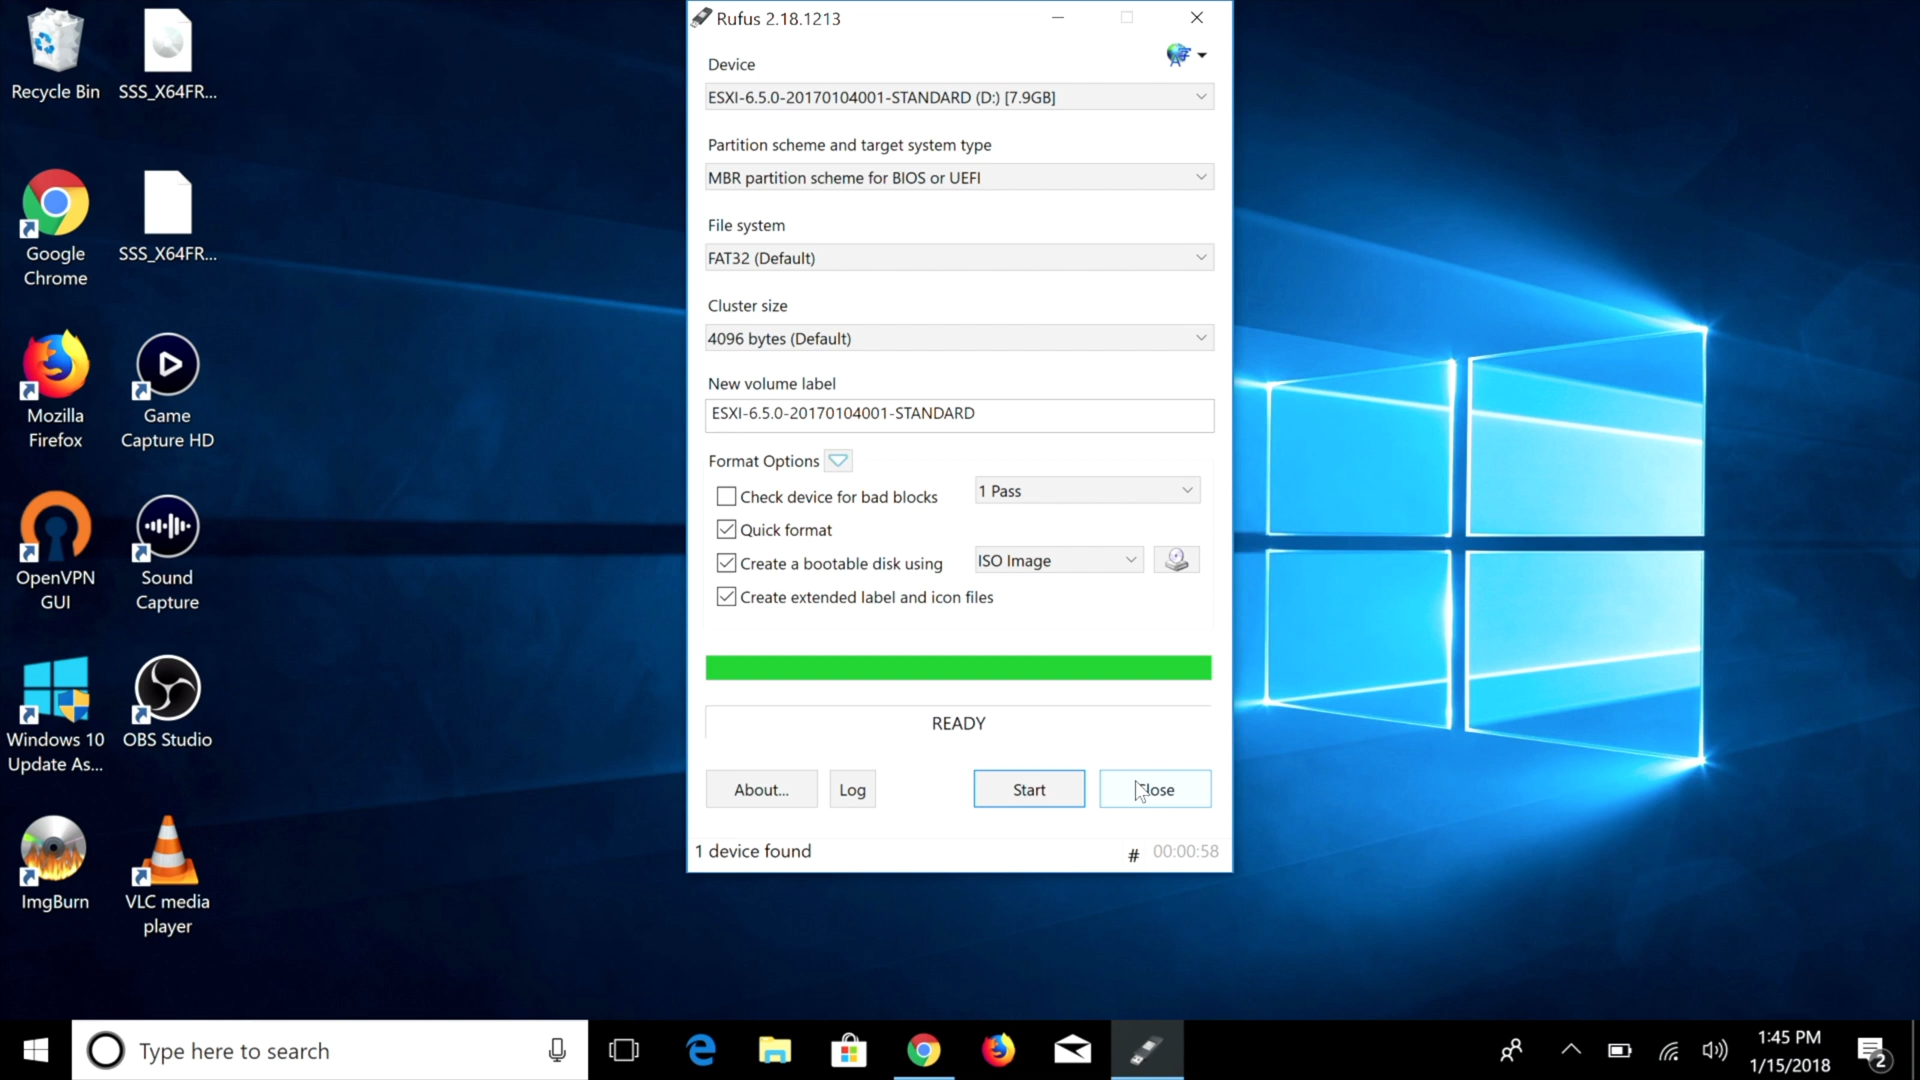 Recycle Bin
SSS_X64FR...
Google
Chrome
SSS_X64FR...
Mozilla
Firefox
Game
Capture HD
OpenVPN
GUI
Sound
Capture
Windows 10
Update As...
OBS Studio
ImgBurn
VLC media
player
Rufus 2.18.1213
Device
ESXI-6.5.0-20170104001-STANDARD (D:) [7.9GB]
Partition scheme and target system type
MBR partition scheme for BIOS or UEFI
File system
FAT32 (Default)
Cluster size
4096 bytes (Default)
New volume label
ESXI-6.5.0-20170104001-STANDARD
Format Options
Check device for bad blocks
1 Pass
Quick format
Create a bootable disk using
ISO Image
Create extended label and icon files
READY
About...
Log
Start
Close
1 device found
# 00:00:58
Type here to search
1:45 PM
1/15/2018
2